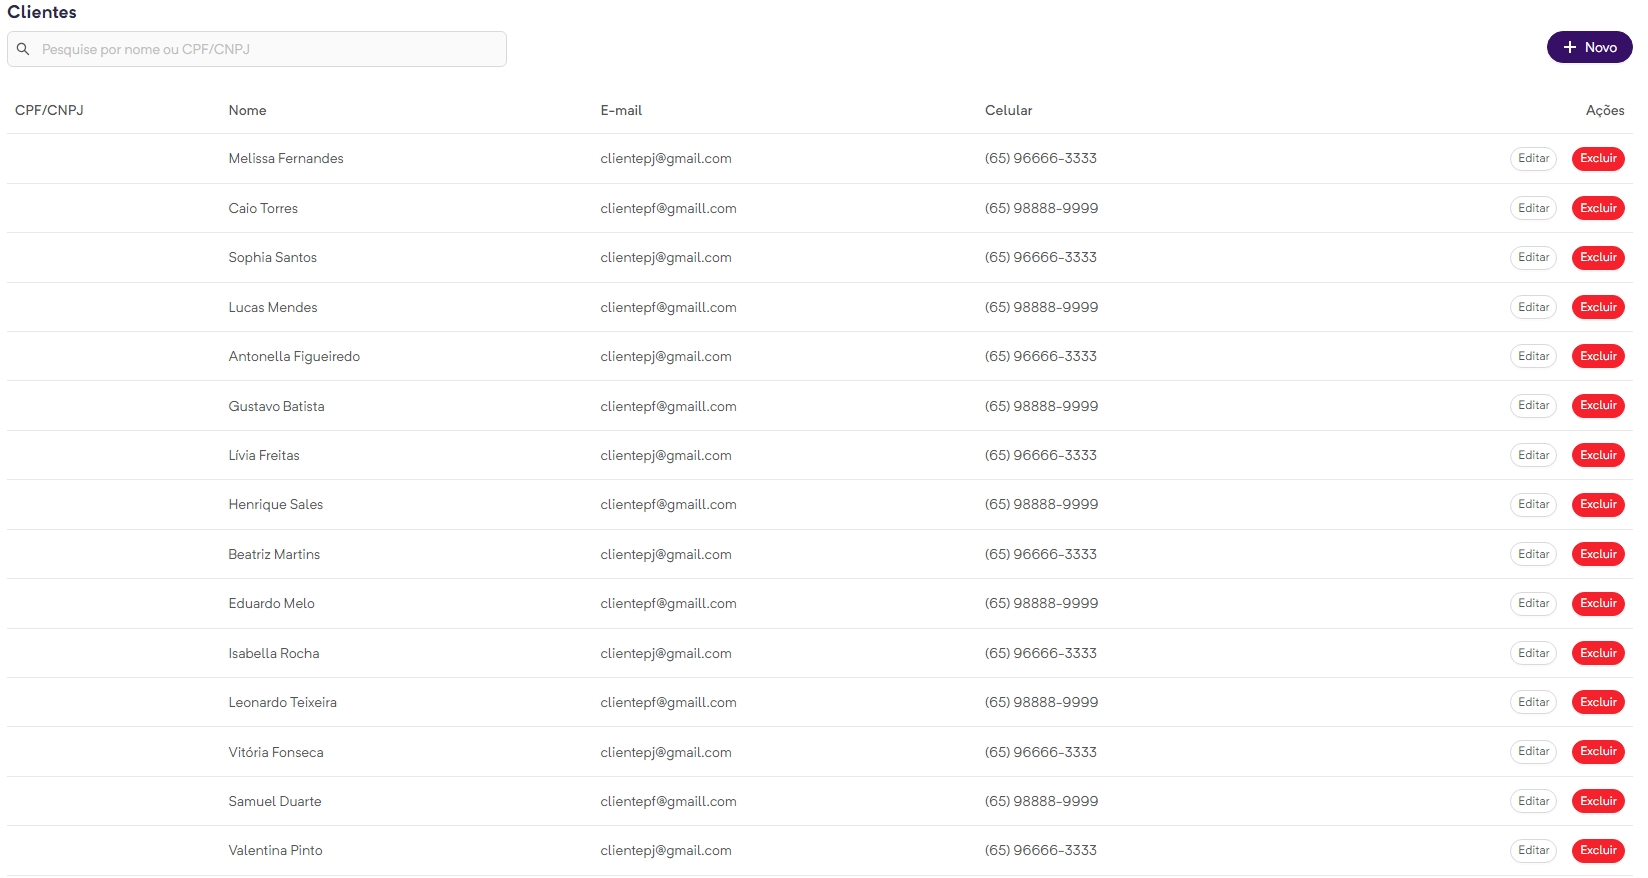 Clientes
Pesquise por nome ou CPF/CNPJ
Novo
CPF/CNPJ Nome E-mail Celular Ações
Melissa Fernandes clientepj@gmail.com (65) 96666-3333 Editar Excluir
Caio Torres clientepf@gmaill.com (65) 98888-9999 Editar Excluir
Sophia Santos clientepj@gmail.com (65) 96666-3333 Editar Excluir
Lucas Mendes clientepf@gmaill.com (65) 98888-9999 Editar Excluir
Antonella Figueiredo clientepj@gmail.com (65) 96666-3333 Editar Excluir
Gustavo Batista clientepf@gmaill.com (65) 98888-9999 Editar Excluir
Lívia Freitas clientepj@gmail.com (65) 96666-3333 Editar Excluir
Henrique Sales clientepf@gmaill.com (65) 98888-9999 Editar Excluir
Beatriz Martins clientepj@gmail.com (65) 96666-3333 Editar Excluir
Eduardo Melo clientepf@gmaill.com (65) 98888-9999 Editar Excluir
Isabella Rocha clientepj@gmail.com (65) 96666-3333 Editar Excluir
Leonardo Teixeira clientepf@gmaill.com (65) 98888-9999 Editar Excluir
Vitória Fonseca clientepj@gmail.com (65) 96666-3333 Editar Excluir
Samuel Duarte clientepf@gmaill.com (65) 98888-9999 Editar Excluir
Valentina Pinto clientepj@gmail.com (65) 96666-3333 Editar Excluir